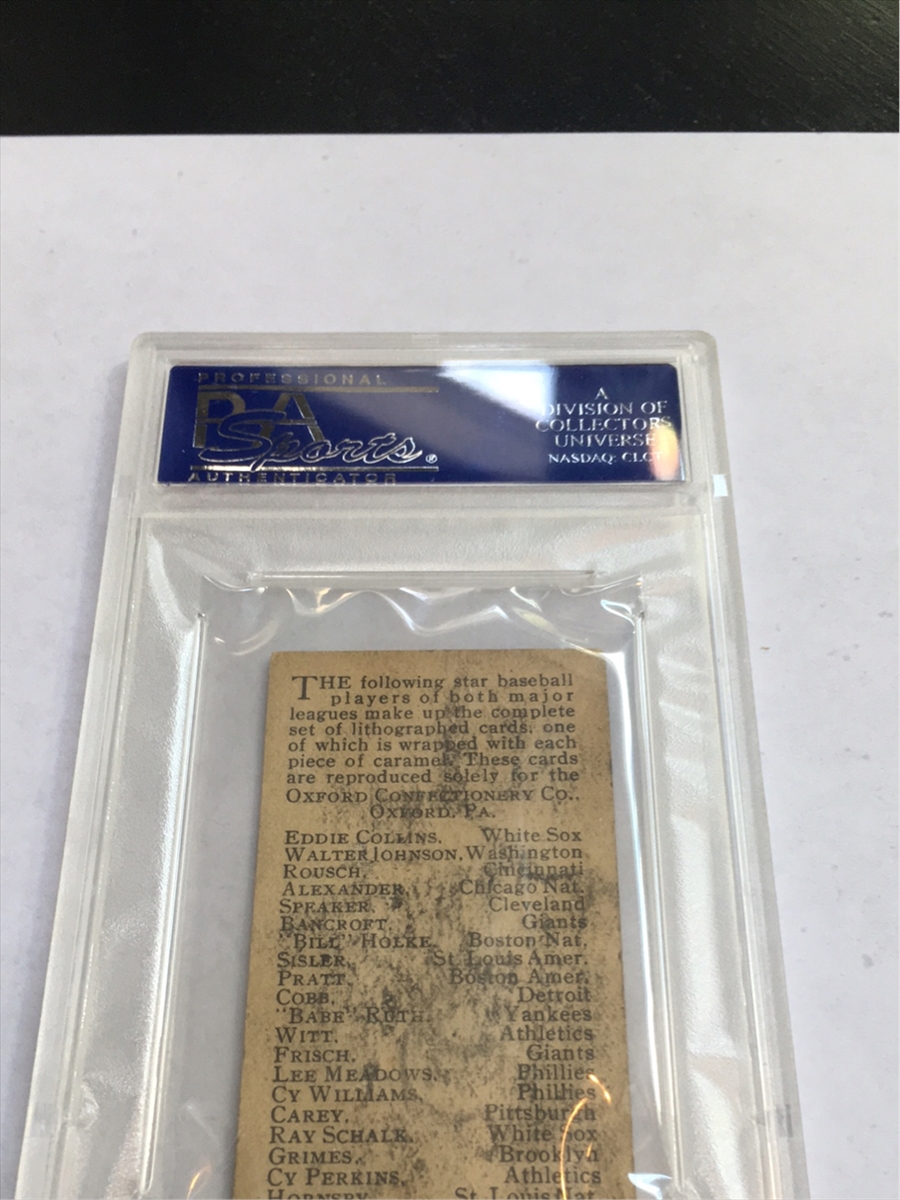 PROFESSIONAL
PSA
Sports®
AUTHENTICATOR
A
DIVISION OF
COLLECTORS
UNIVERSE
NASDAQ: CLCT
THE following star baseball
players of both major
leagues make up the complete
set of lithographed cards, one
of which is wrapped with each
piece of caramel. These cards
are reproduced solely for the
OXFORD CONFECTIONERY CO.,
OXFORD, PA.
EDDIE COLLINS, White Sox
WALTER JOHNSON, Washington
ROUSCH, Cincinnati
ALEXANDER, Chicago Nat.
SPEAKER, Cleveland
BANCROFT, Giants
"BILL" HOLKE, Boston Nat.
SISLER, St. Louis Amer.
PRATT, Boston Amer.
COBB, Detroit
"BABE" RUTH, Yankees
WITT, Athletics
FRISCH, Giants
LEE MEADOWS, Phillies
CY WILLIAMS, Phillies
CAREY, Pittsburgh
RAY SCHALK, White Sox
GRIMES, Brooklyn
CY PERKINS, Athletics
HORNSBY, St. Louis Nat.